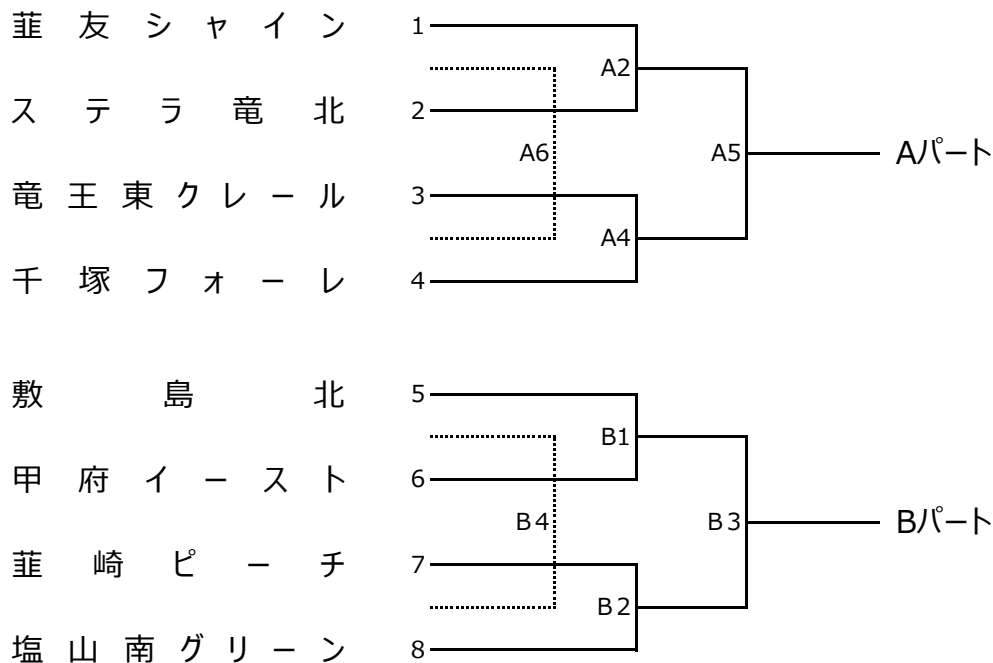 韮友シャイン 1
A2
ステラ竜北 2
A6 A5 Aパート
竜王東クレール 3
A4
千塚フォーレ 4
敷島北 5
B1
甲府イースト 6
B4 B3 Bパート
韮崎ピーチ 7
B2
塩山南グリーン 8